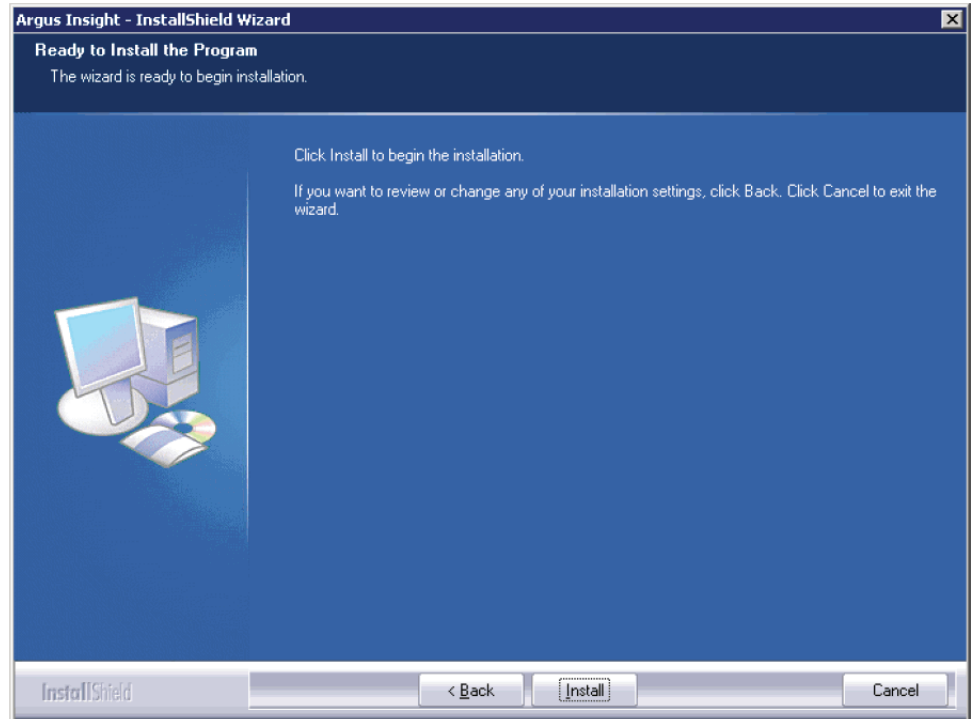 Argus Insight - InstallShield Wizard
Ready to Install the Program
The wizard is ready to begin installation.
Click Install to begin the installation.
If you want to review or change any of your installation settings, click Back. Click Cancel to exit the
wizard.
InstallShield
< Back
Install
Cancel